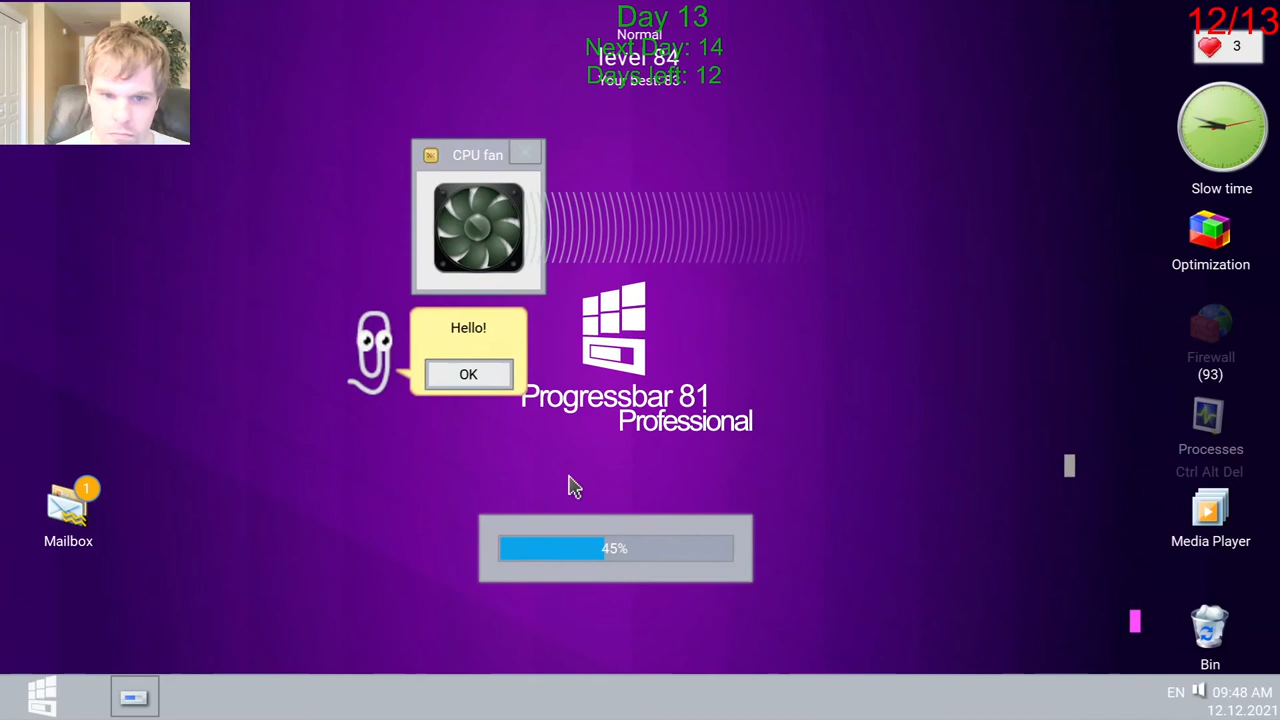 Day 13
Normal
Next Day: 14
level 84
Days left: 12
Your best: 83
12/13
3
Slow time
Optimization
Firewall
(93)
Processes
Ctrl Alt Del
Media Player
Bin
CPU fan
Hello!
OK
Progressbar 81
Professional
1
Mailbox
45%
EN
09:48 AM
12.12.2021